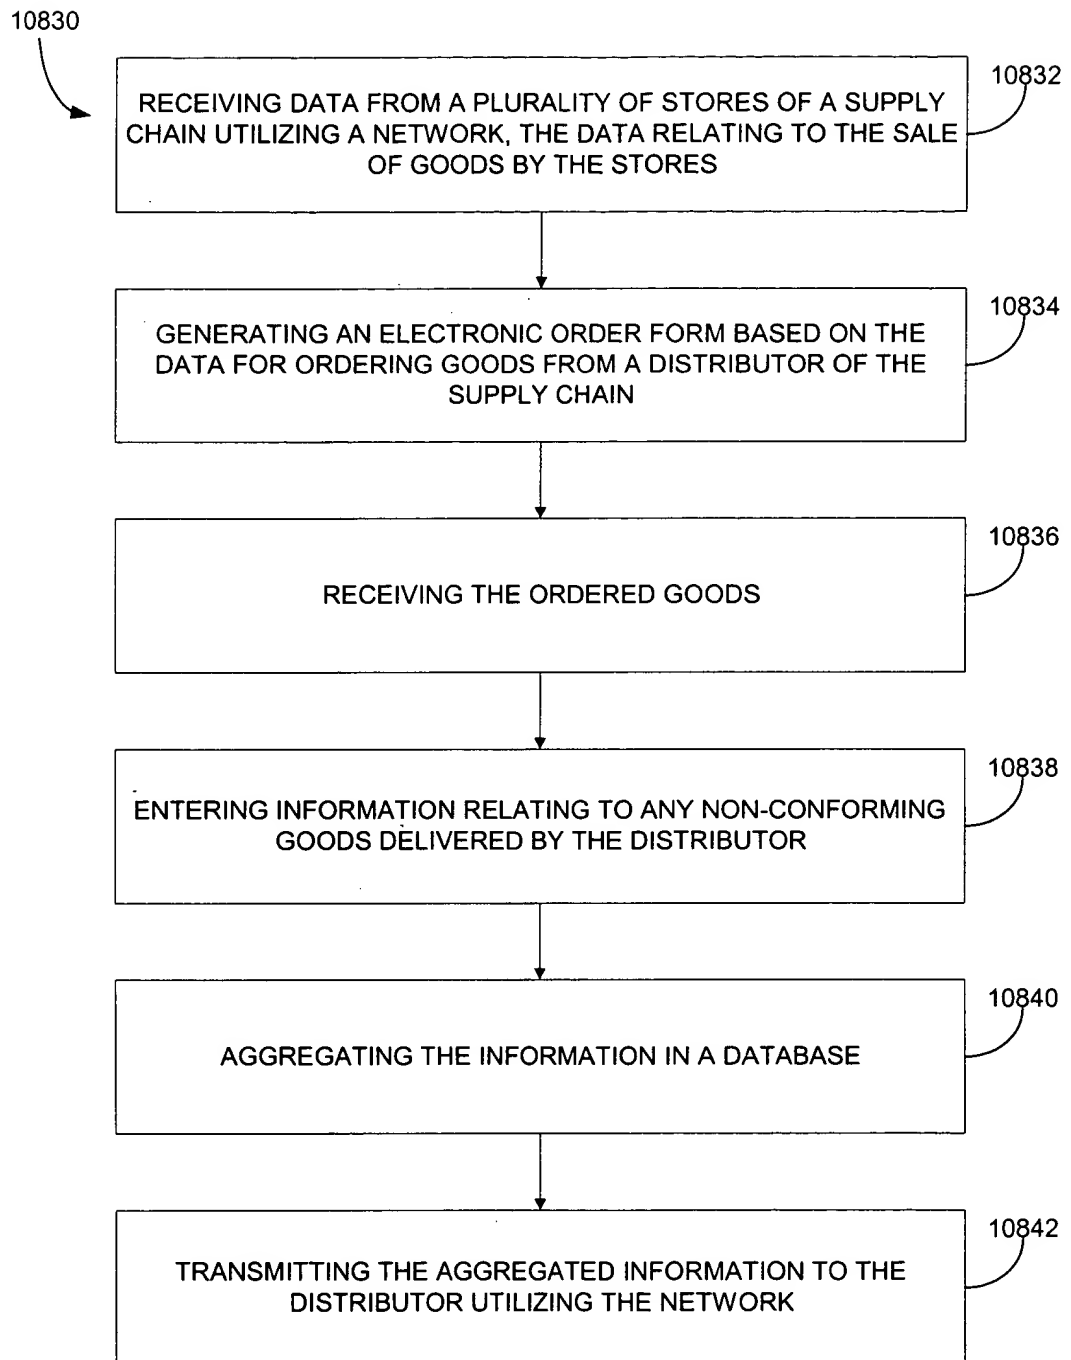 10830
10832
RECEIVING DATA FROM A PLURALITY OF STORES OF A SUPPLY
CHAIN UTILIZING A NETWORK, THE DATA RELATING TO THE SALE
OF GOODS BY THE STORES
10834
GENERATING AN ELECTRONIC ORDER FORM BASED ON THE
DATA FOR ORDERING GOODS FROM A DISTRIBUTOR OF THE
SUPPLY CHAIN
10836
RECEIVING THE ORDERED GOODS
10838
ENTERING INFORMATION RELATING TO ANY NON-CONFORMING
GOODS DELIVERED BY THE DISTRIBUTOR
10840
AGGREGATING THE INFORMATION IN A DATABASE
10842
TRANSMITTING THE AGGREGATED INFORMATION TO THE
DISTRIBUTOR UTILIZING THE NETWORK